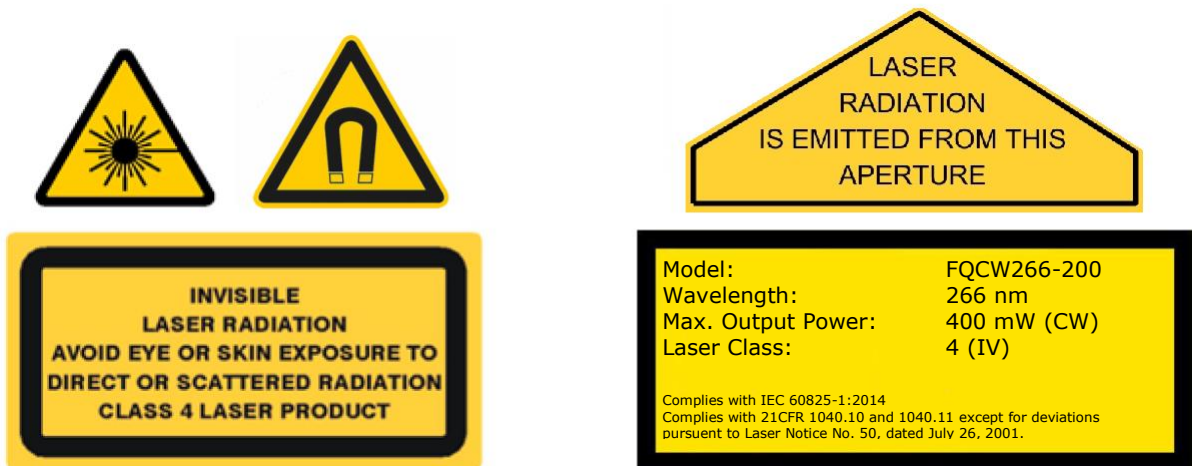 LASER
RADIATION
IS EMITTED FROM THIS
APERTURE
INVISIBLE
LASER RADIATION
AVOID EYE OR SKIN EXPOSURE TO
DIRECT OR SCATTERED RADIATION
CLASS 4 LASER PRODUCT
Model: FQCW266-200
Wavelength: 266 nm
Max. Output Power: 400 mW (CW)
Laser Class: 4 (IV)
Complies with IEC 60825-1:2014
Complies with 21CFR 1040.10 and 1040.11 except for deviations
pursuant to Laser Notice No. 50, dated July 26, 2001.